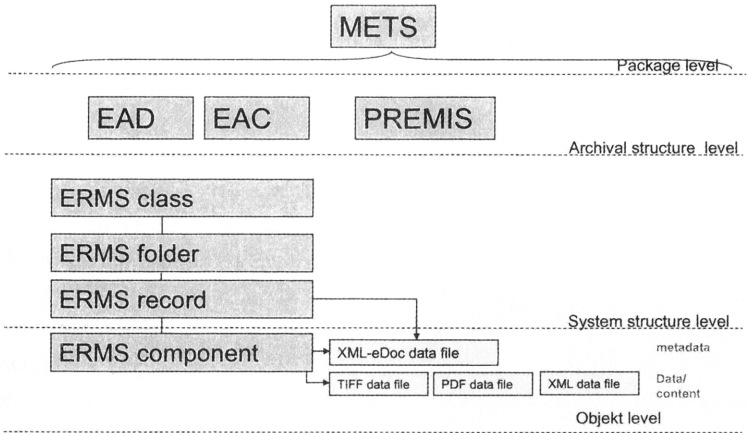 METS
Package level
EAD EAC PREMIS
Archival structure level
ERMS class
ERMS folder
ERMS record
System structure level
ERMS component
XML-eDoc data file
metadata
TiFF data file PDF data file XML data file
Data/
content
Objekt level